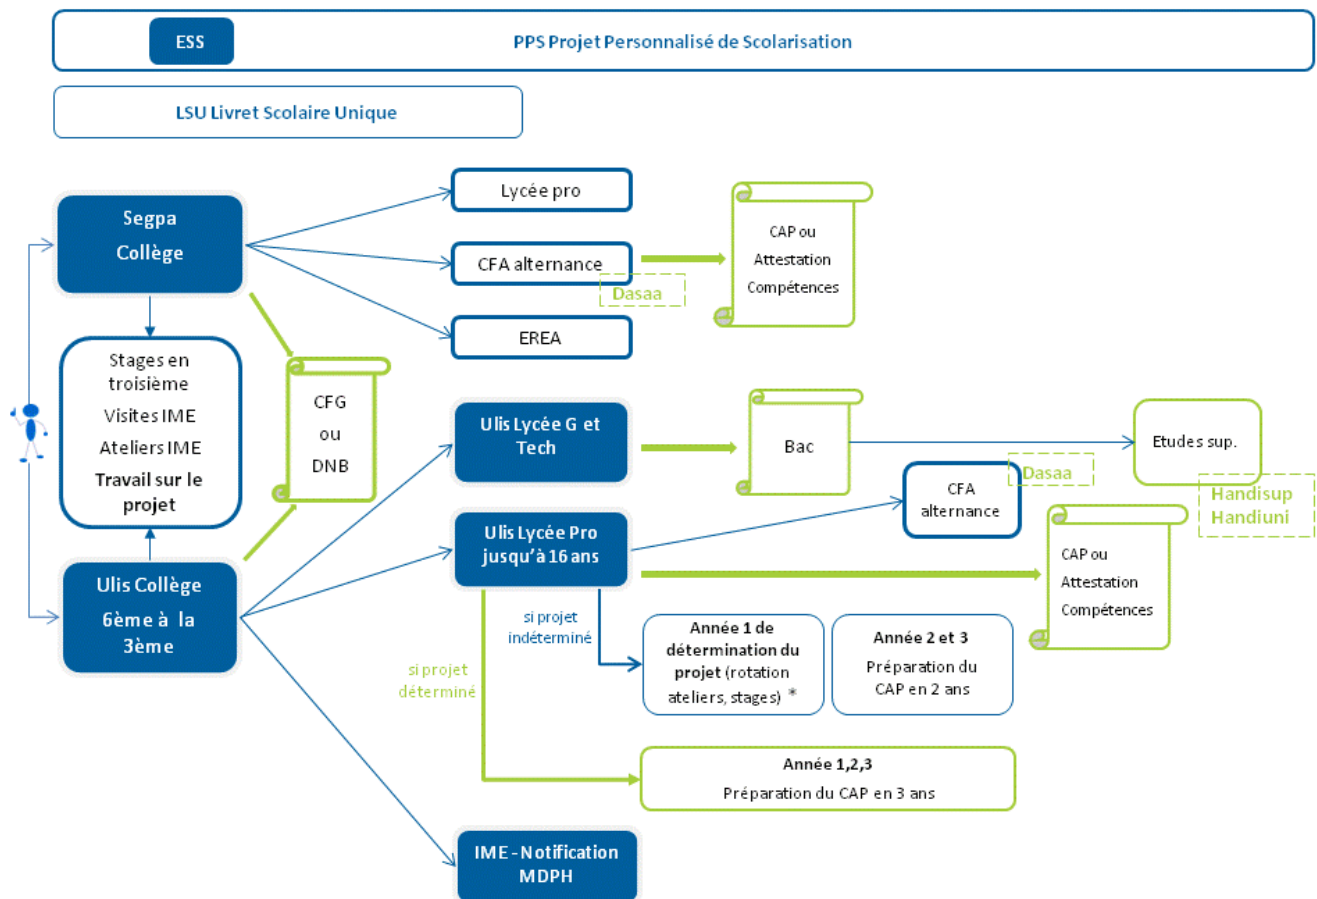 ESS
PPS Projet Personnalisé de Scolarisation
LSU Livret Scolaire Unique
Segpa
Collège
Lycée pro
CFA alternance
Dasaa
EREA
CAP ou
Attestation
Compétences
Stages en
troisième
Visites IME
Ateliers IME
Travail sur le
projet
CFG
ou
DNB
Ulis Collège
6ème à la
3ème
Ulis Lycée G et
Tech
Bac
Etudes sup.
Handisup
Handiuni
Dasaa
CFA
alternance
Ulis Lycée Pro
jusqu'à 16 ans
CAP ou
Attestation
Compétences
si projet
indéterminé
Année 1 de
détermination du
projet (rotation
ateliers, stages) *
Année 2 et 3
Préparation du
CAP en 2 ans
si projet
déterminé
Année 1,2,3
Préparation du CAP en 3 ans
IME - Notification
MDPH